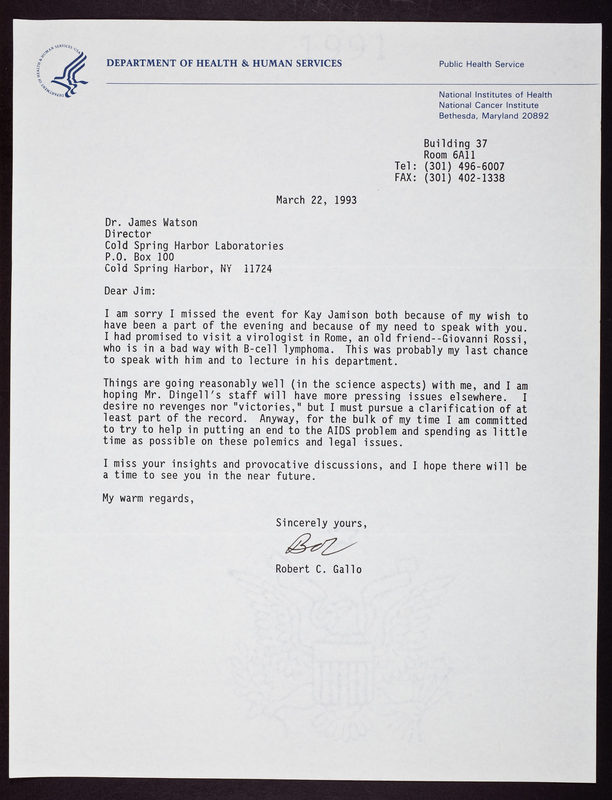 DEPARTMENT OF HEALTH & HUMAN SERVICES
Public Health Service
National Institutes of Health
National Cancer Institute
Bethesda, Maryland 20892
Building 37
Room 6A11
Tel: (301) 496-6007
FAX: (301) 402-1338
March 22, 1993
Dr. James Watson
Director
Cold Spring Harbor Laboratories
P.O. Box 100
Cold Spring Harbor, NY 11724
Dear Jim:
I am sorry I missed the event for Kay Jamison both because of my wish to
have been a part of the evening and because of my need to speak with you.
I had promised to visit a virologist in Rome, an old friend--Giovanni Rossi,
who is in a bad way with B-cell lymphoma. This was probably my last chance
to speak with him and to lecture in his department.
Things are going reasonably well (in the science aspects) with me, and I am
hoping Mr. Dingell's staff will have more pressing issues elsewhere. I
desire no revenges nor "victories," but I must pursue a clarification of at
least part of the record. Anyway, for the bulk of my time I am committed
to try to help in putting an end to the AIDS problem and spending as little
time as possible on these polemics and legal issues.
I miss your insights and provocative discussions, and I hope there will be
a time to see you in the near future.
My warm regards,
Sincerely yours,
Bob
Robert C. Gallo